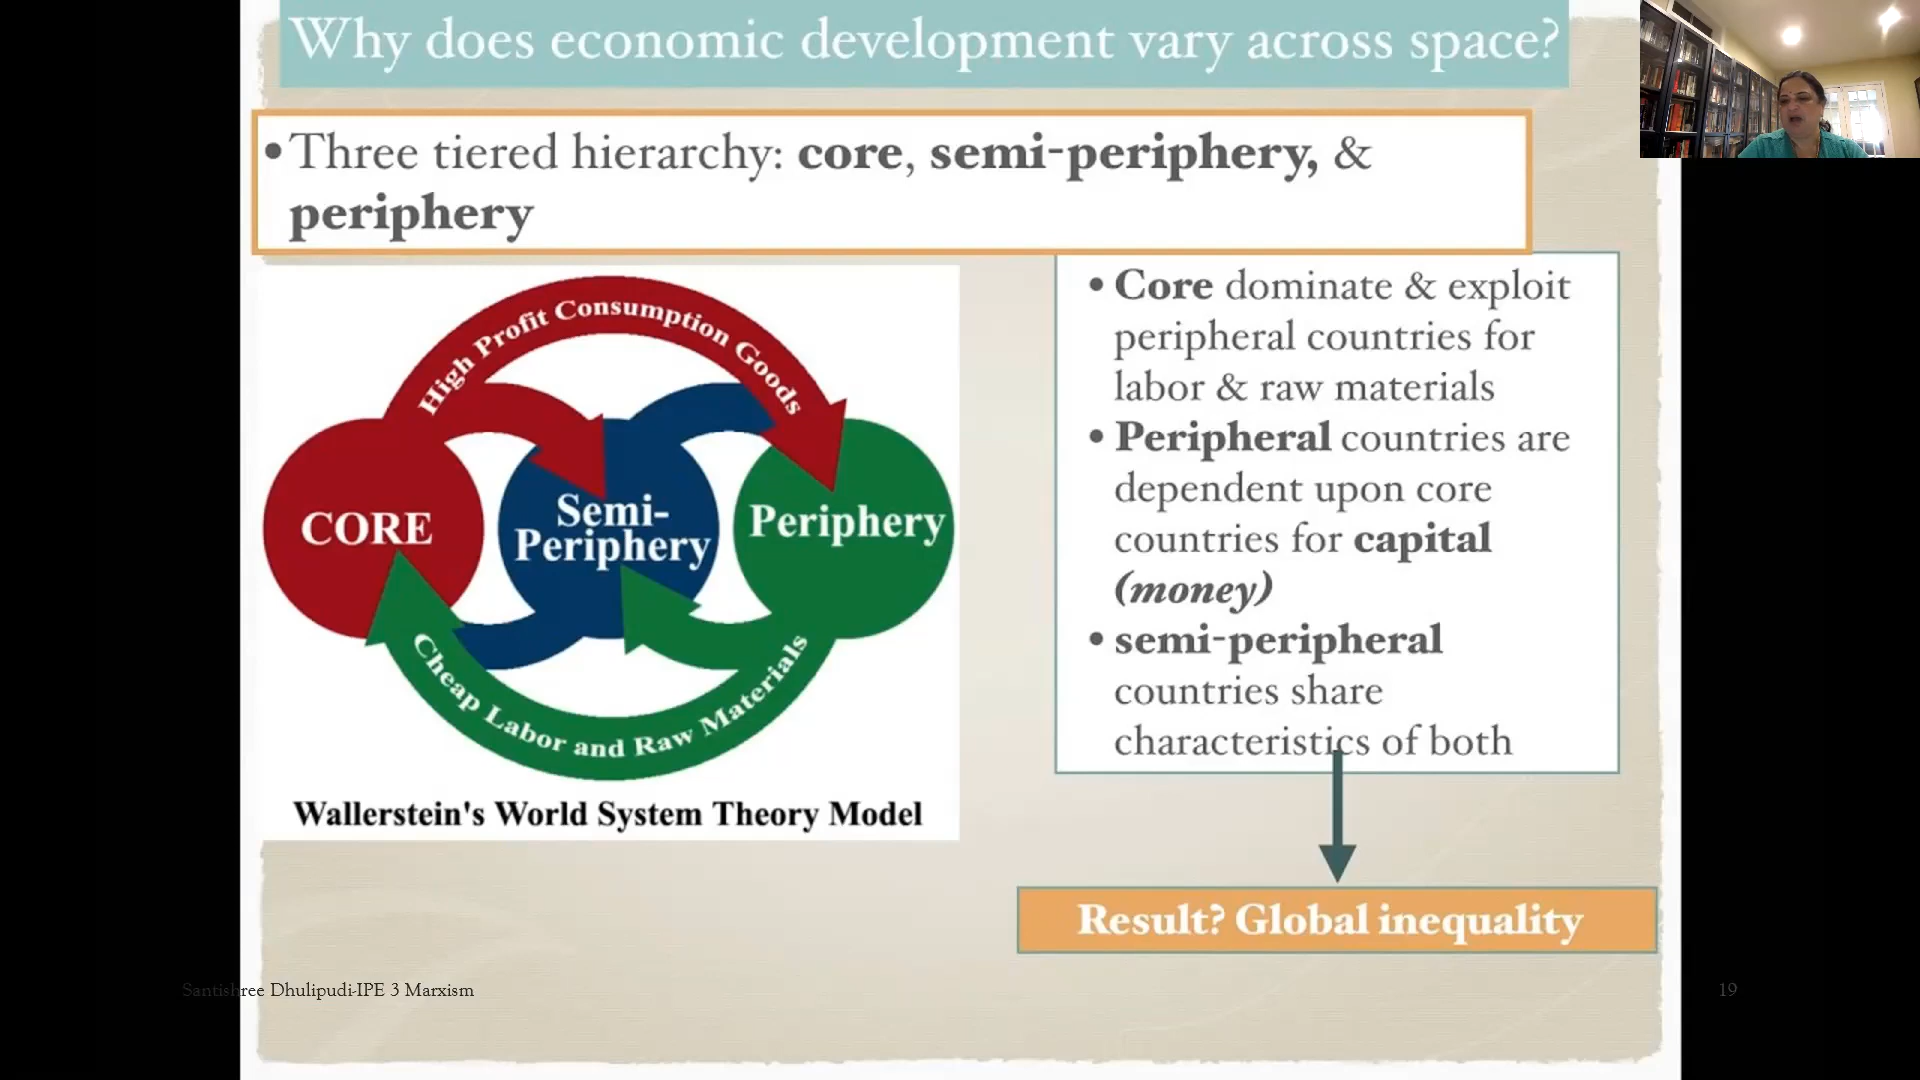 Why does economic development vary across space?
•Three tiered hierarchy: core, semi-periphery, &
periphery
High Profit Consumption Goods
CORE
Semi-
Periphery
Periphery
Cheap Labor and Raw Materials
Wallerstein's World System Theory Model
• Core dominate & exploit
peripheral countries for
labor & raw materials
• Peripheral countries are
dependent upon core
countries for capital
(money)
• semi-peripheral
countries share
characteristics of both
Result? Global inequality
Santishree Dhulipudi-IPE 3 Marxism
19